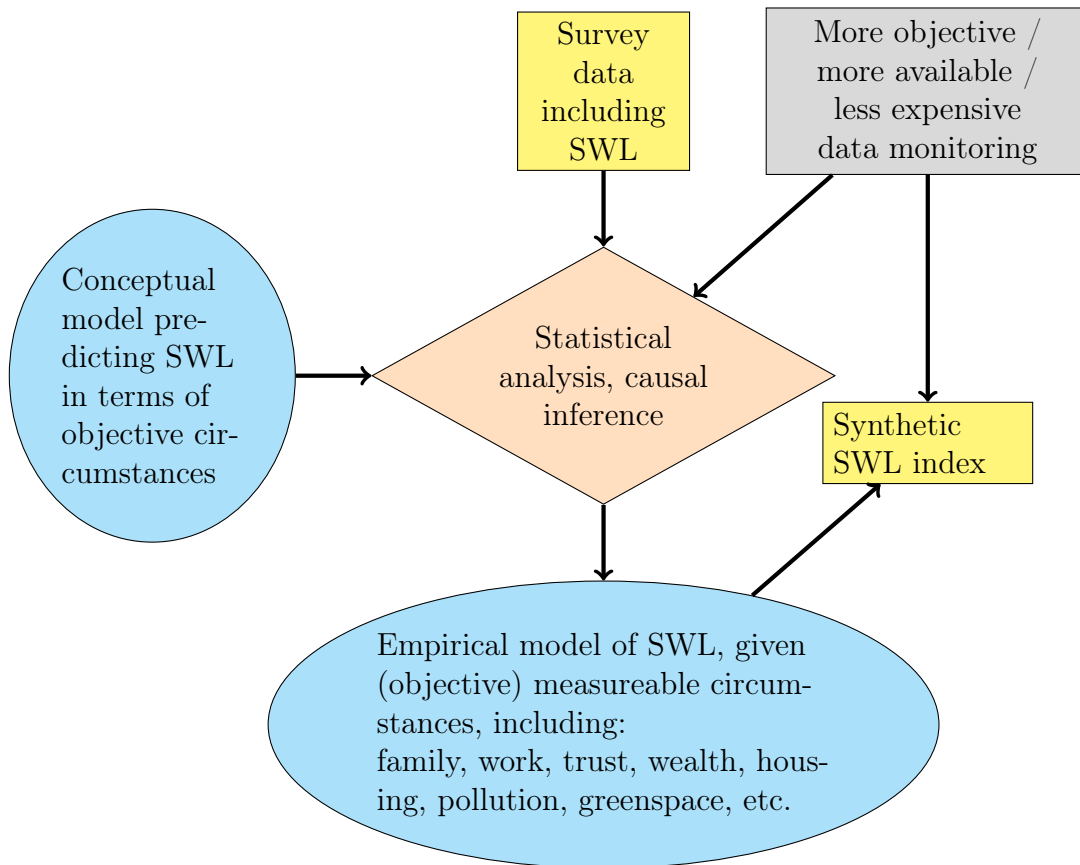 Survey
data
including
SWL
More objective /
more available /
less expensive
data monitoring
Conceptual
model pre-
dicting SWL
in terms of
objective cir-
cumstances
Statistical
analysis, causal
inference
Synthetic
SWL index
Empirical model of SWL, given
(objective) measureable circum-
stances, including:
family, work, trust, wealth, hous-
ing, pollution, greenspace, etc.